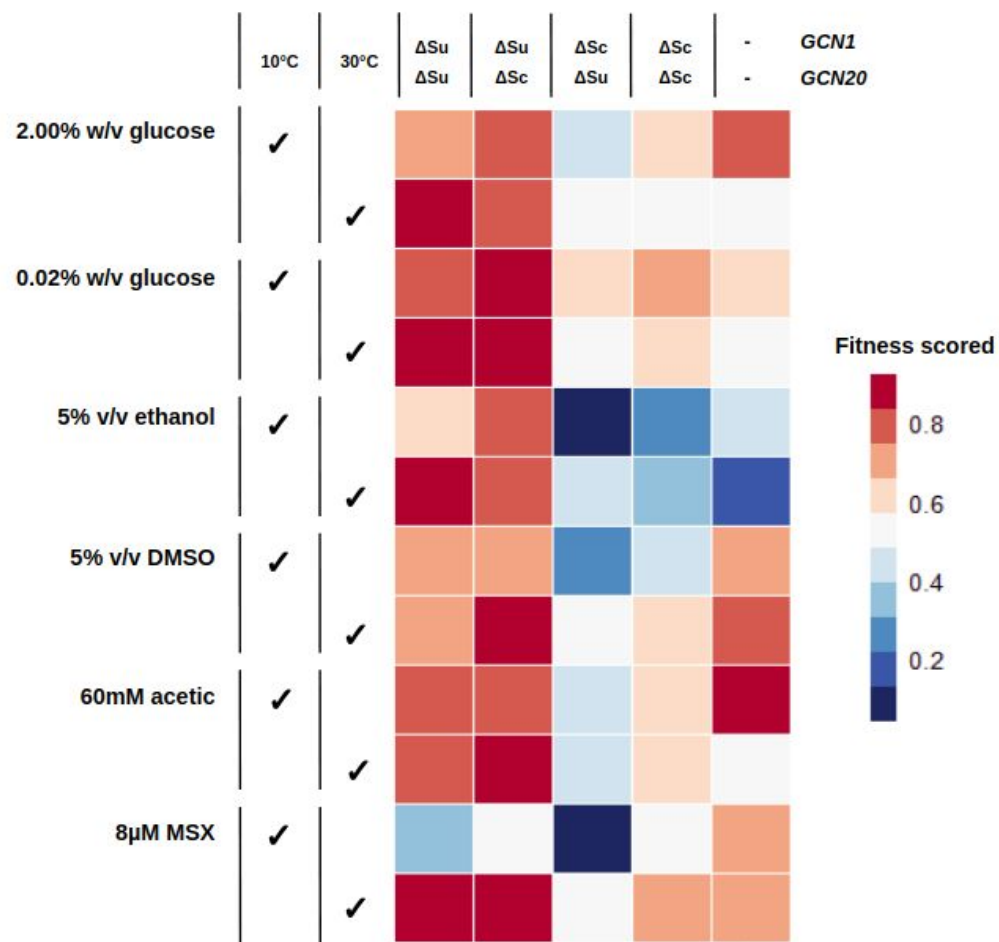 10°C 30°C ΔSu ΔSu ΔSc ΔSc - GCN1
ΔSu ΔSc ΔSu ΔSc - GCN20
2.00% w/v glucose ✓
✓
0.02% w/v glucose ✓
✓
5% v/v ethanol ✓
✓
5% v/v DMSO ✓
✓
60mM acetic ✓
✓
8µM MSX ✓
✓
Fitness scored
0.8
0.6
0.4
0.2